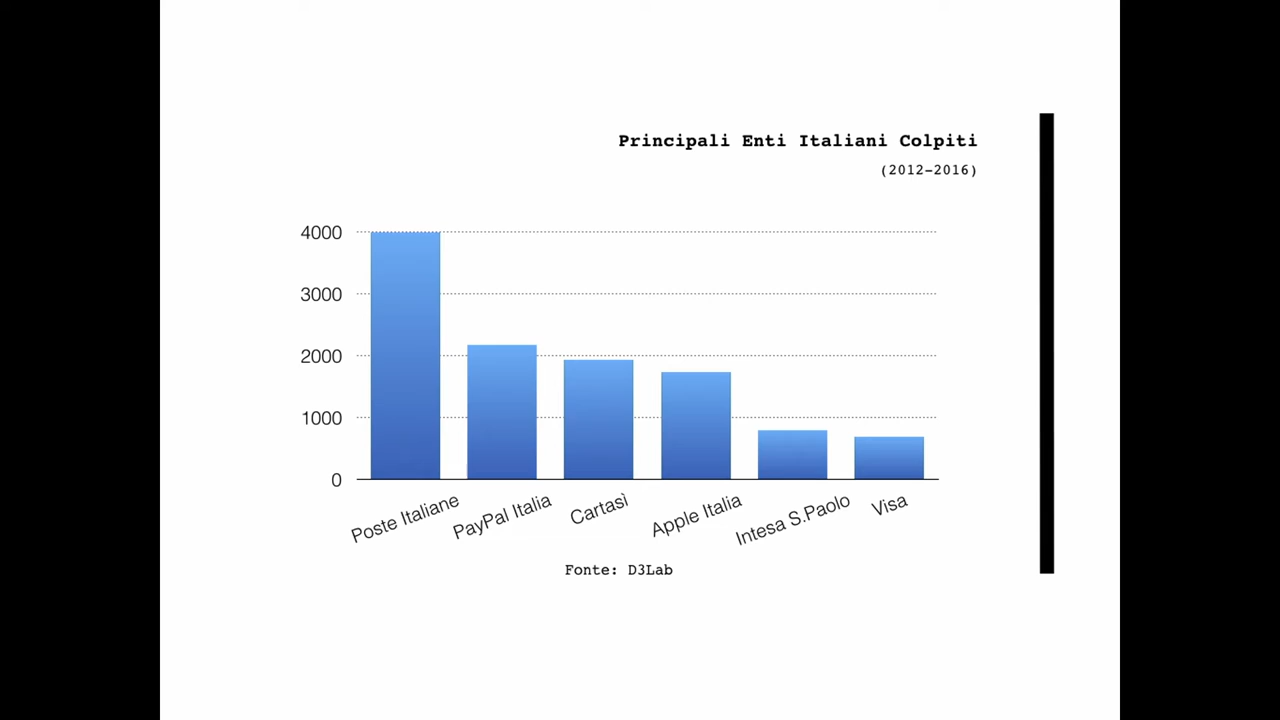 Principali Enti Italiani Colpiti
(2012-2016)
4000
3000
2000
1000
0
Poste Italiane
PayPal Italia
Cartasì
Apple Italia
Intesa S.Paolo
Visa
Fonte: D3Lab